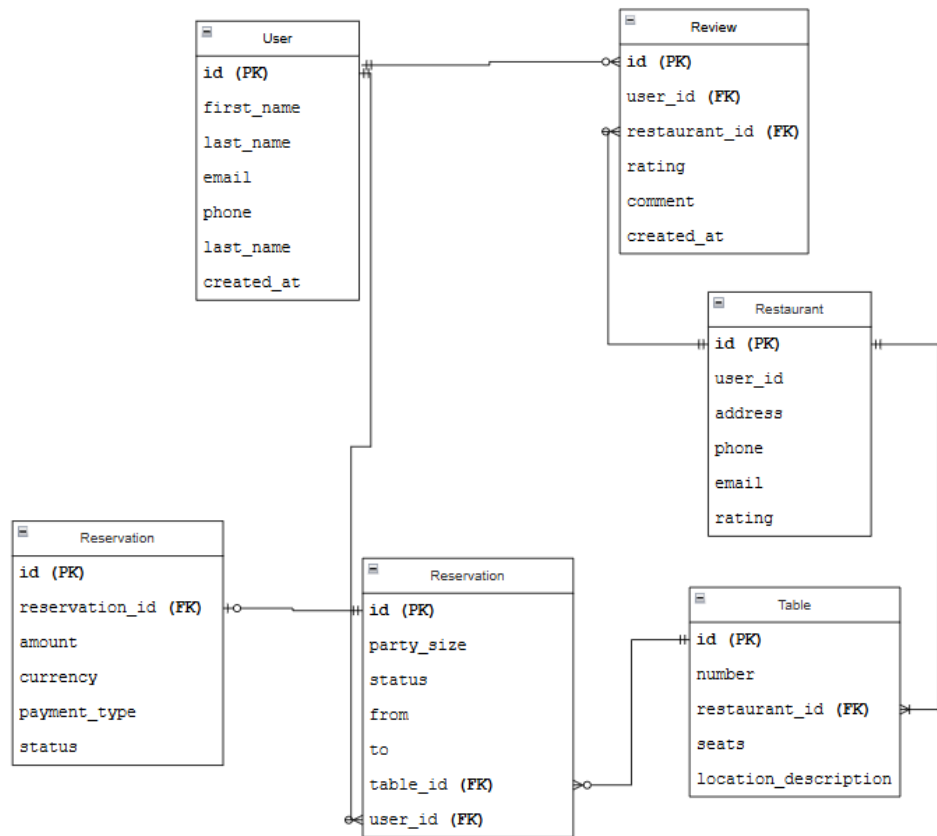 User
id (PK)
first_name
last_name
email
phone
last_name
created_at
Review
id (PK)
user_id (FK)
restaurant_id (FK)
rating
comment
created_at
Restaurant
id (PK)
user_id
address
phone
email
rating
Reservation
id (PK)
reservation_id (FK)
amount
currency
payment_type
status
Reservation
id (PK)
party_size
status
from
to
table_id (FK)
user_id (FK)
Table
id (PK)
number
restaurant_id (FK)
seats
location_description